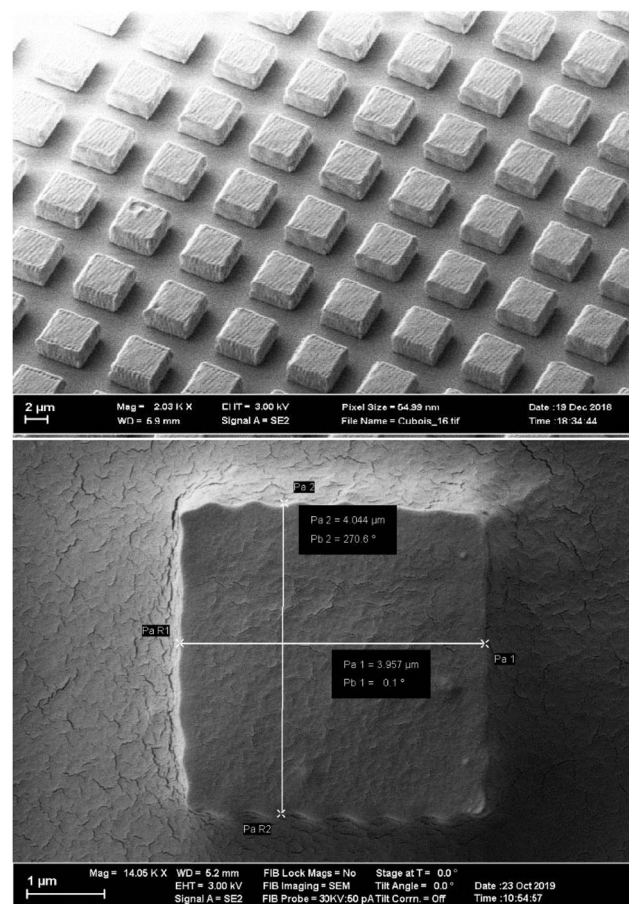 2 µm
Mag = 2.03 K X EHT = 3.00 kV Pixel Size = 54.99 nm Date :19 Dec 2018
WD = 5.9 mm Signal A = SE2 File Name = Cubois_16.tif Time :18:34:44
Pa 2
Pa 2 = 4.044 µm
Pb 2 = 270.6 °
Pa R1
Pa 1
Pa 1 = 3.957 µm
Pb 1 = 0.1 °
Pa R2
1 µm
Mag = 14.05 K X WD = 5.2 mm FIB Lock Mags = No Stage at T = 0.0 °
EHT = 3.00 kV FIB Imaging = SEM Tilt Angle = 0.0 ° Date :23 Oct 2019
Signal A = SE2 FIB Probe = 30KV:50 pA Tilt Corrn. = Off Time :10:54:57